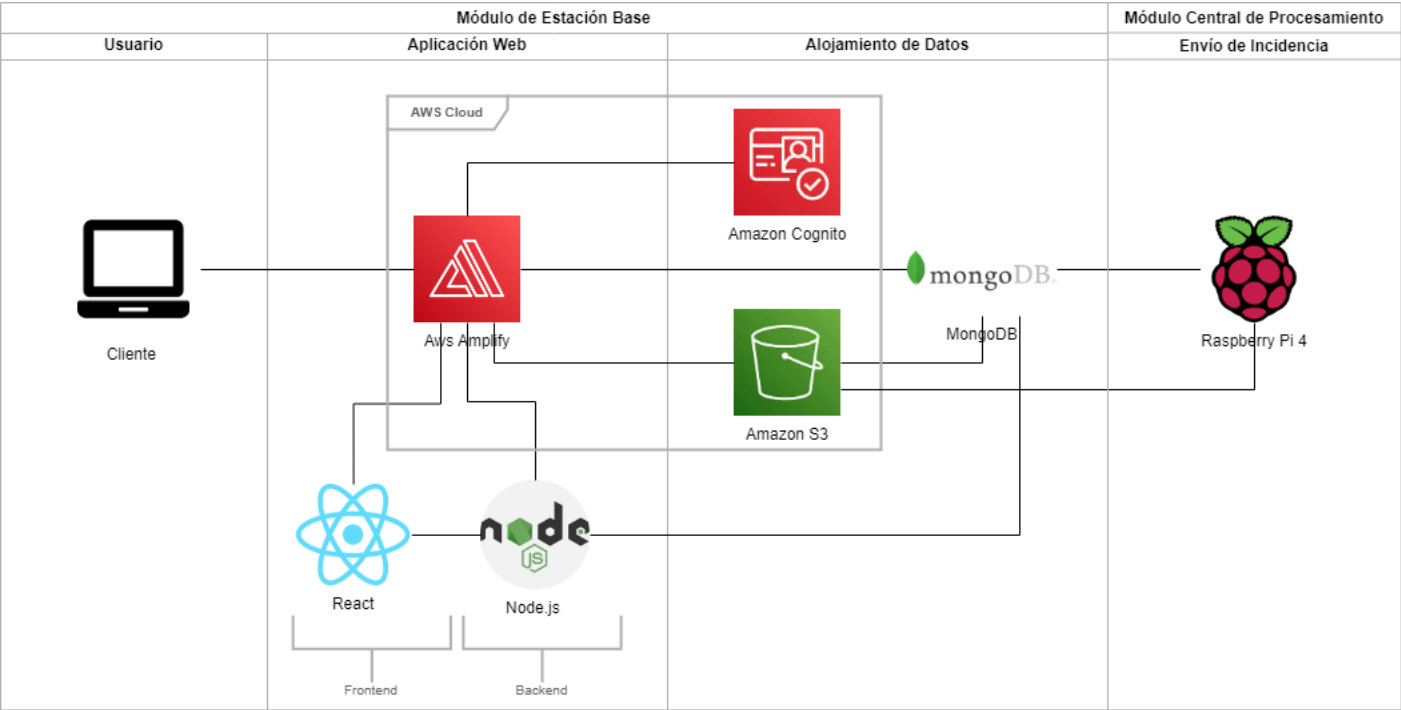 Módulo de Estación Base
Módulo Central de Procesamiento
Usuario
Aplicación Web
Alojamiento de Datos
Envío de Incidencia
AWS Cloud
Amazon Cognito
mongoDB.
MongoDB
Aws Amplify
Cliente
Raspberry Pi 4
Amazon S3
node
JS
React
Node.js
Frontend
Backend